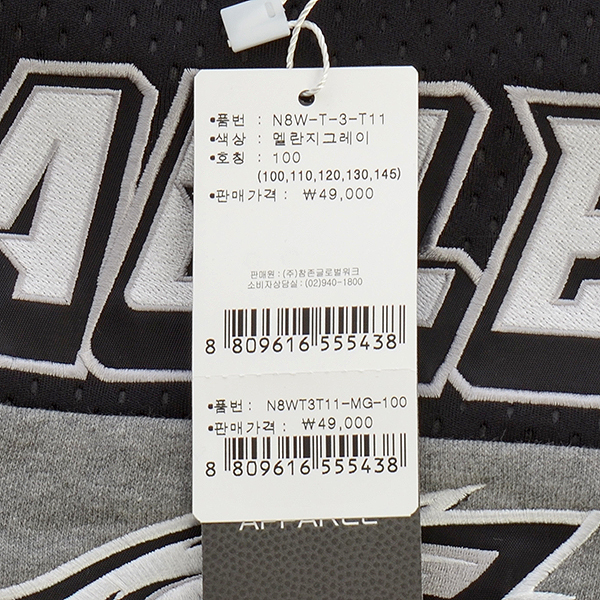 •품번 : N8W-T-3-T11
•색상 : 멜란지그레이
•호칭 : 100
(100,110,120,130,145)
•판매가격 : ₩49,000
판매원 : (주)창존글로벌워크
소비자상담실 : (02)940-1800
8 809616 555438
•품번 : N8WT3T11-MG-100
•판매가격 : ₩49,000
8 809616 555438
APPAREL